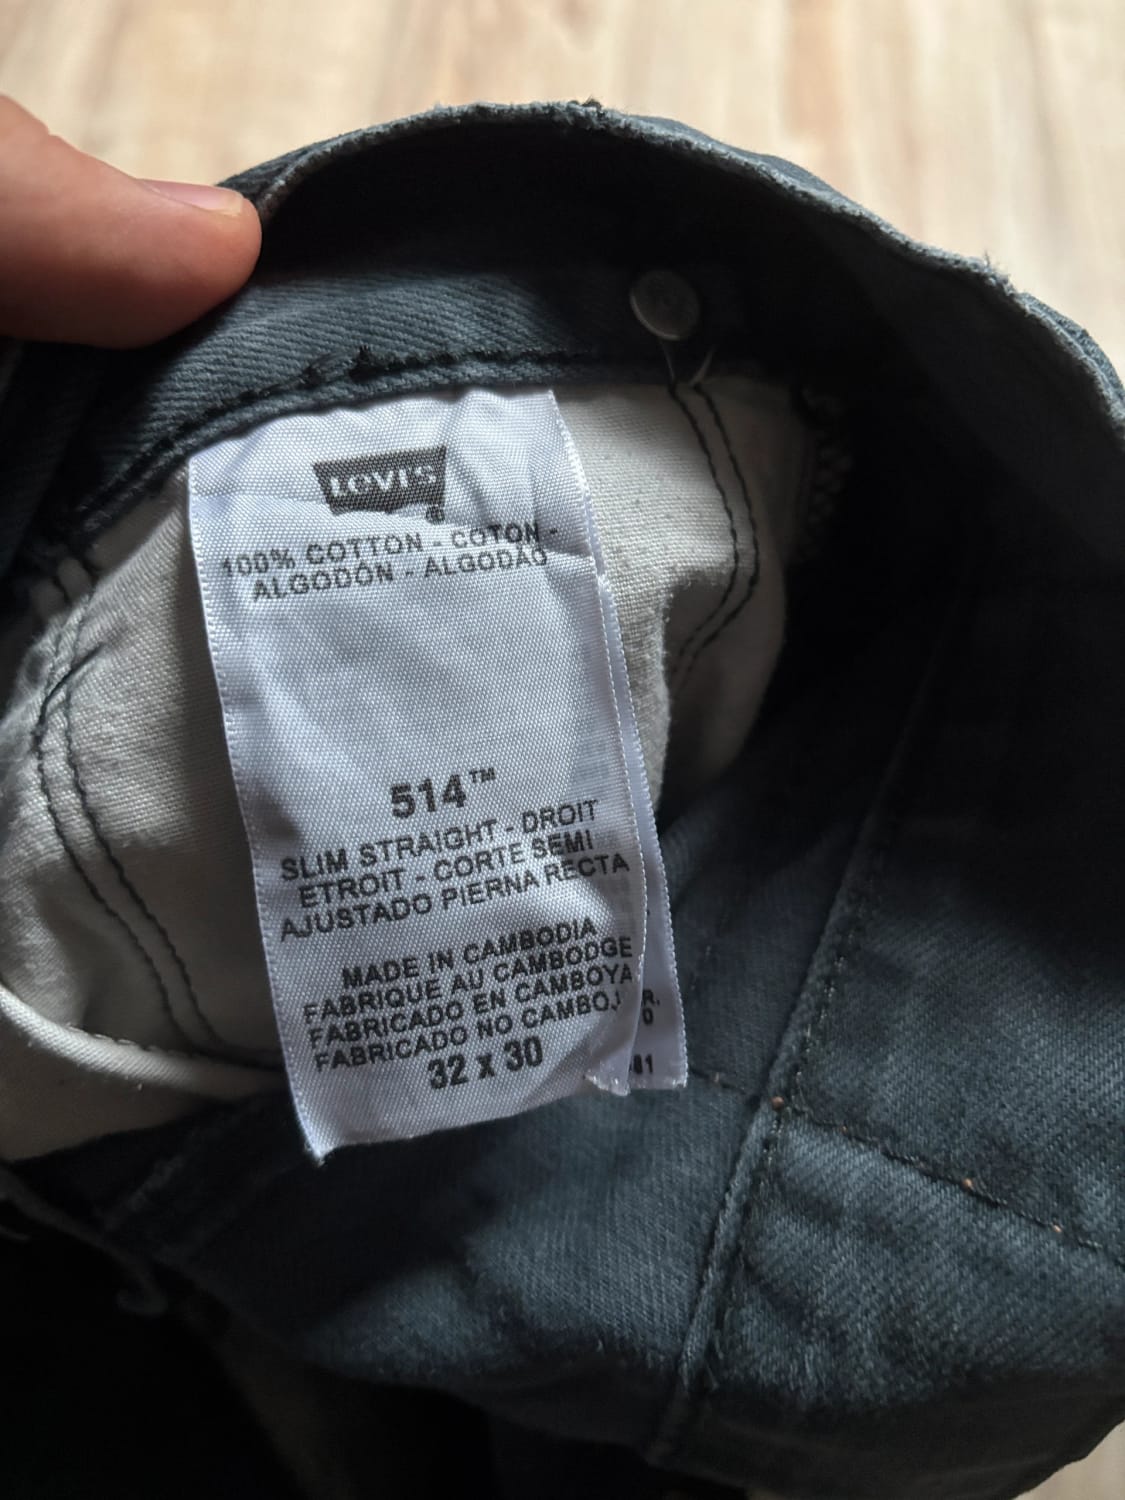 LEVI'S
100% COTTON - COTON -
ALGODÓN - ALGODÃO
514™
SLIM STRAIGHT - DROIT
ETROIT - CORTE SEMI
AJUSTADO PIERNA RECTA
MADE IN CAMBODIA
FABRIQUE AU CAMBODGE
FABRICADO EN CAMBOYA
FABRICADO NO CAMBOJ
32 X 30